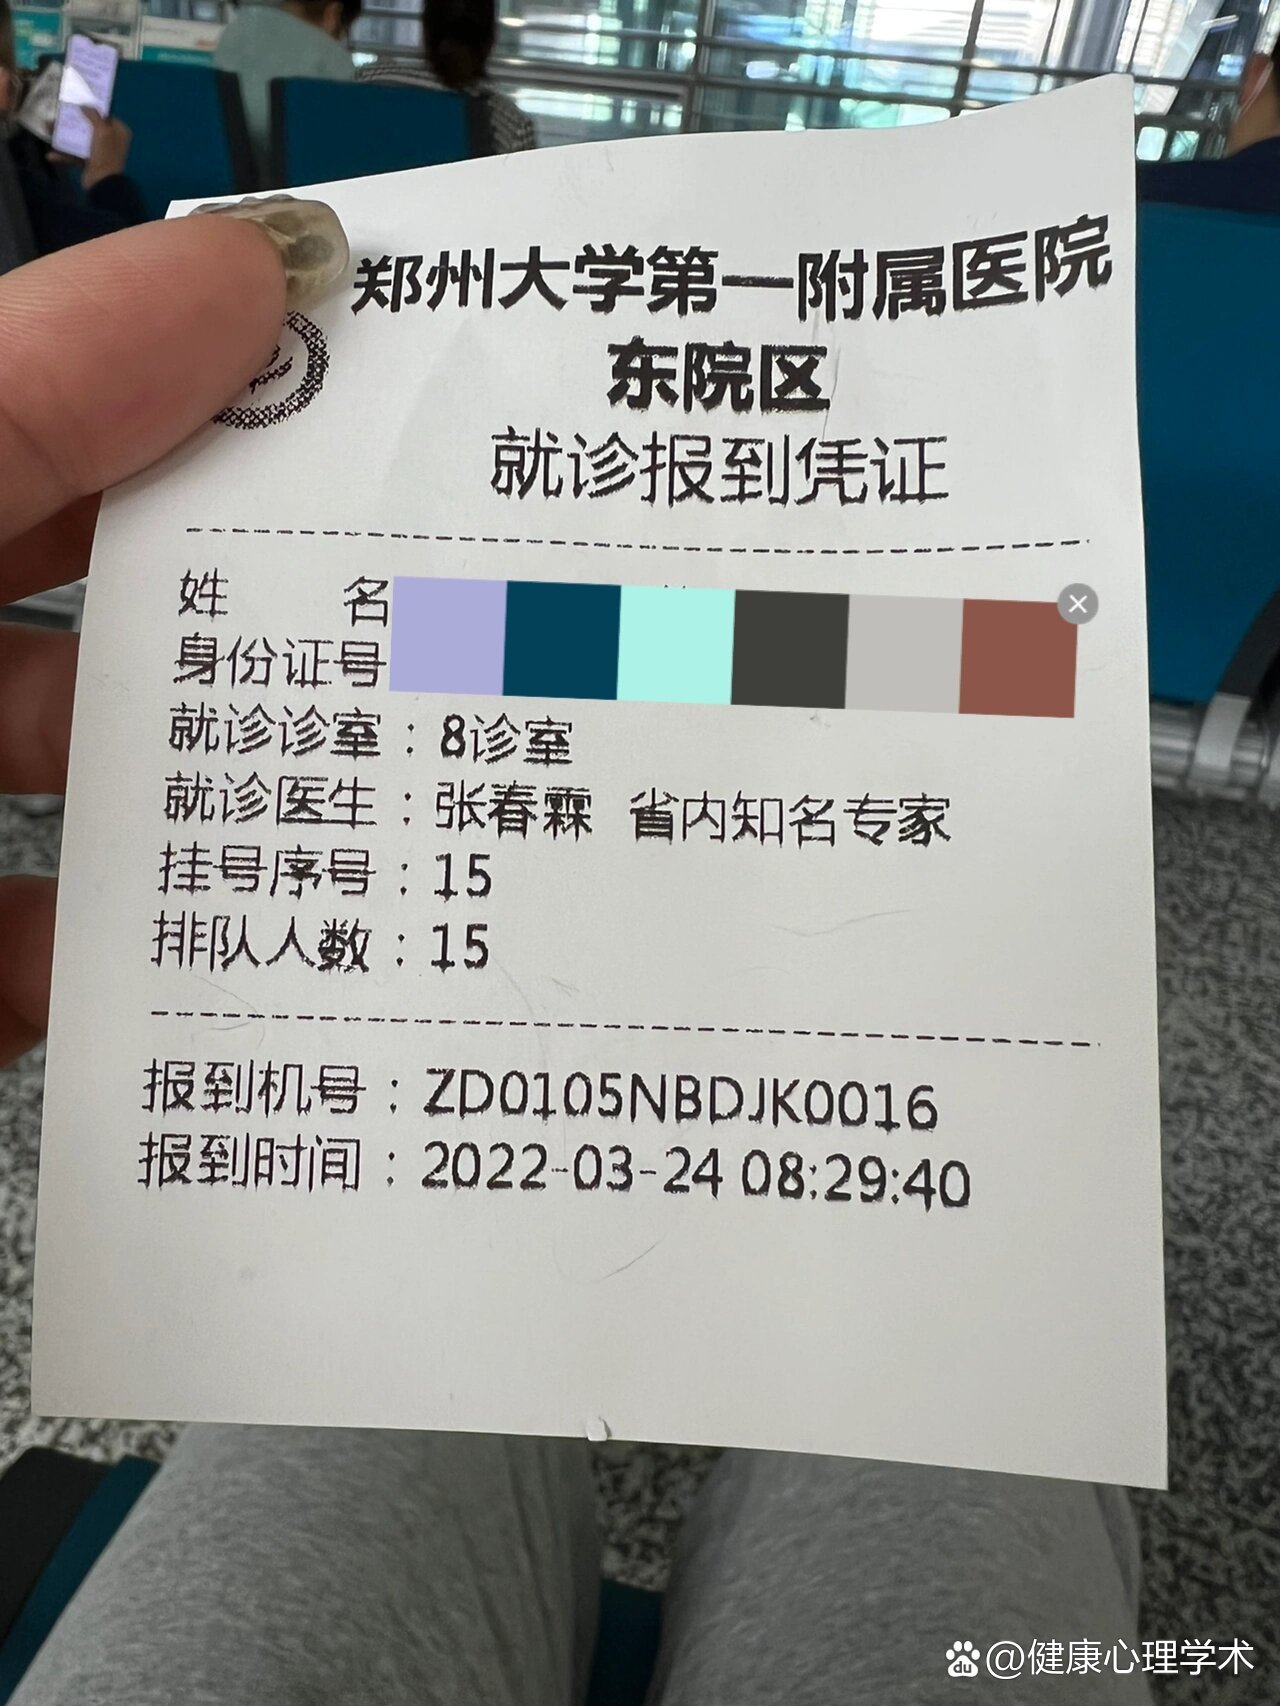 郑州大学第一附属医院
东院区
就诊报到凭证
姓 名
身份证号
就诊诊室：8诊室
就诊医生：张春霖 省内知名专家
挂号序号：15
排队人数：15
报到机号：ZD0105NBDJK0016
报到时间：2022-03-24 08:29:40
@健康心理学术